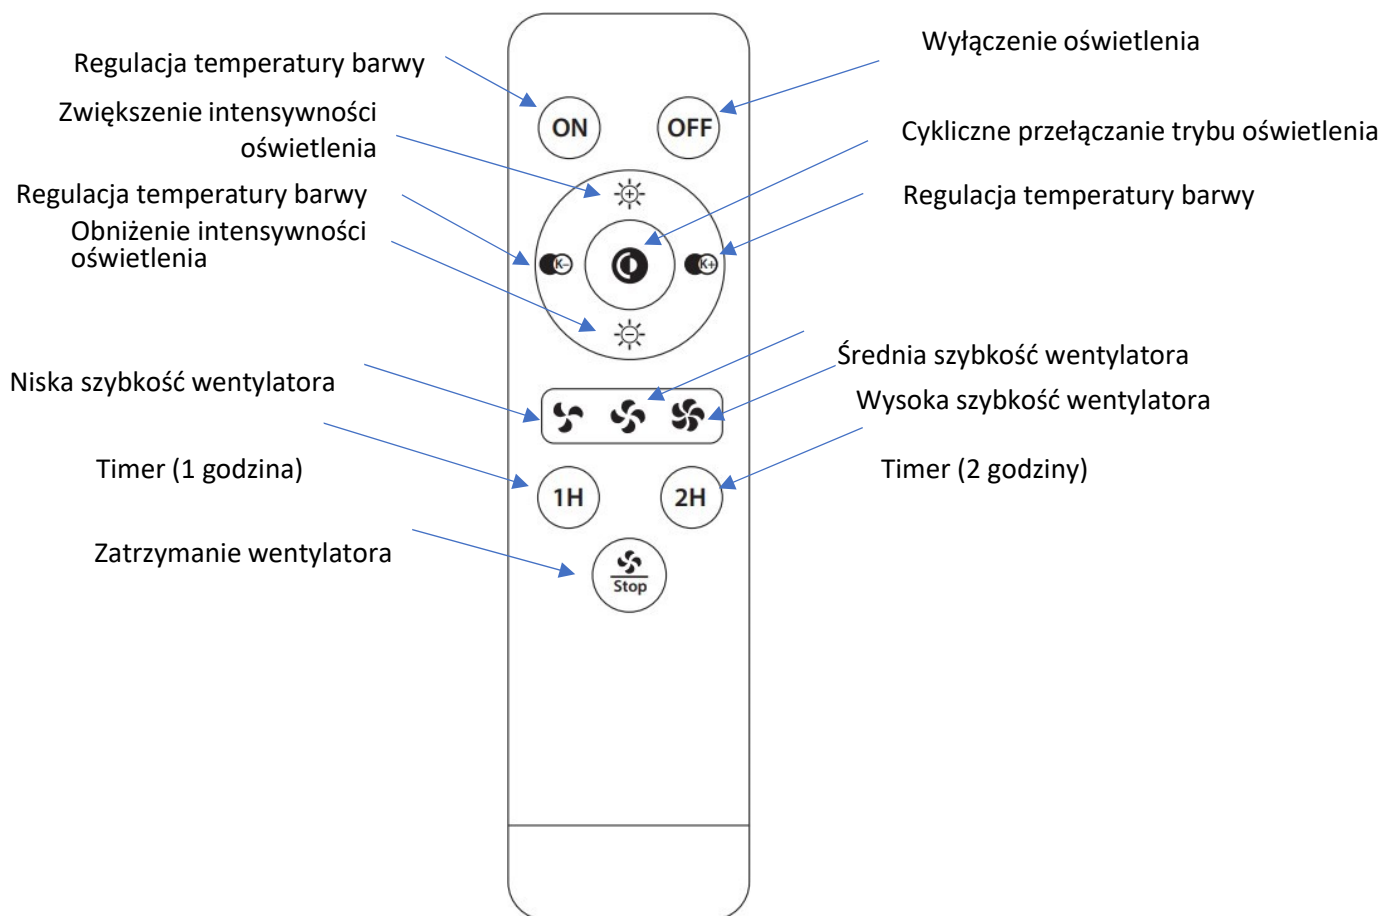 Regulacja temperatury barwy
Wyłączenie oświetlenia
Zwiększenie intensywności
oświetlenia
ON
OFF
Cykliczne przełączanie trybu oświetlenia
Regulacja temperatury barwy
Regulacja temperatury barwy
Obniżenie intensywności
oświetlenia
K−
K+
Średnia szybkość wentylatora
Niska szybkość wentylatora
Wysoka szybkość wentylatora
Timer (1 godzina)
Timer (2 godziny)
1H
2H
Zatrzymanie wentylatora
Stop